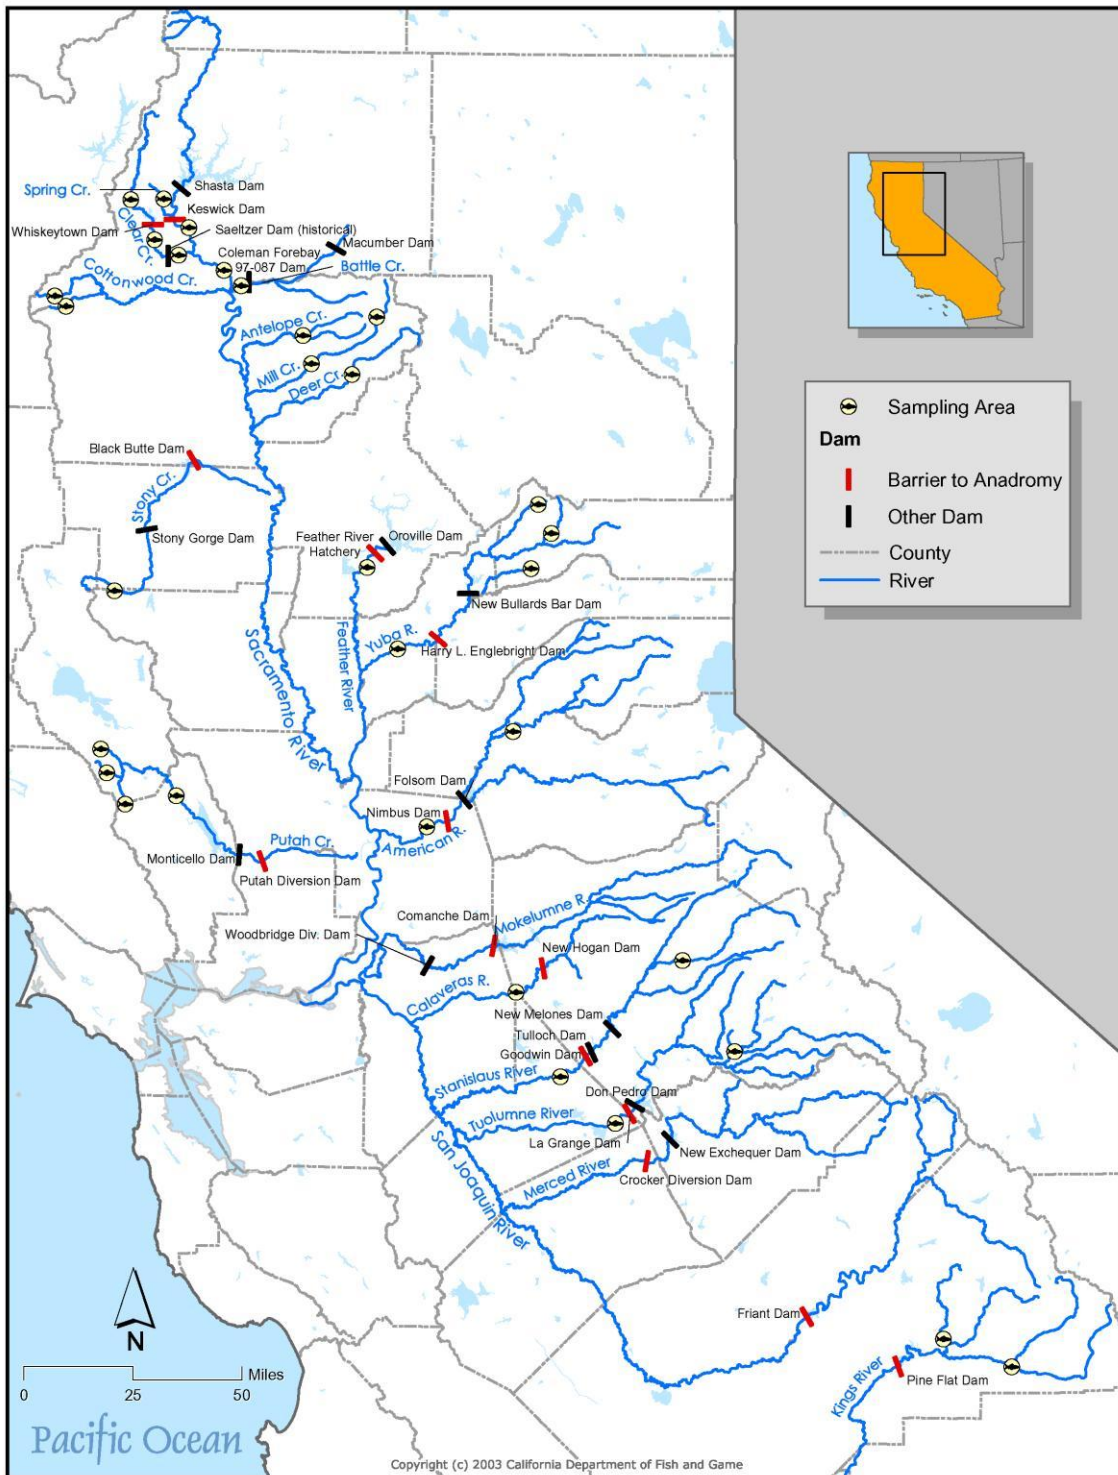 Shasta Dam
Spring Cr.
Keswick Dam
Clear Cr.
Whiskeytown Dam
Saeltzer Dam (historical)
Coleman Forebay
Macumber Dam
97-087 Dam
Battle Cr.
Cottonwood Cr.
Antelope Cr.
Mill Cr.
Deer Cr.
Sampling Area
Dam
Barrier to Anadromy
Other Dam
County
River
Black Butte Dam
Stony Cr.
Stony Gorge Dam
Feather River
Hatchery
Oroville Dam
New Bullards Bar Dam
Yuba R.
Harry L. Englebright Dam
Feather River
Sacramento River
Folsom Dam
Nimbus Dam
American R.
Putah Cr.
Monticello Dam
Putah Diversion Dam
Comanche Dam
Mokelumne R.
Woodbridge Div. Dam
New Hogan Dam
Calaveras R.
New Melones Dam
Tulloch Dam
Goodwin Dam
Stanislaus River
Don Pedro Dam
Tuolumne River
La Grange Dam
New Exchequer Dam
Merced River
Crocker Diversion Dam
San Joaquin River
Friant Dam
Kings River
Pine Flat Dam
N
Miles
0 25 50
Pacific Ocean
Copyright (c) 2003 California Department of Fish and Game